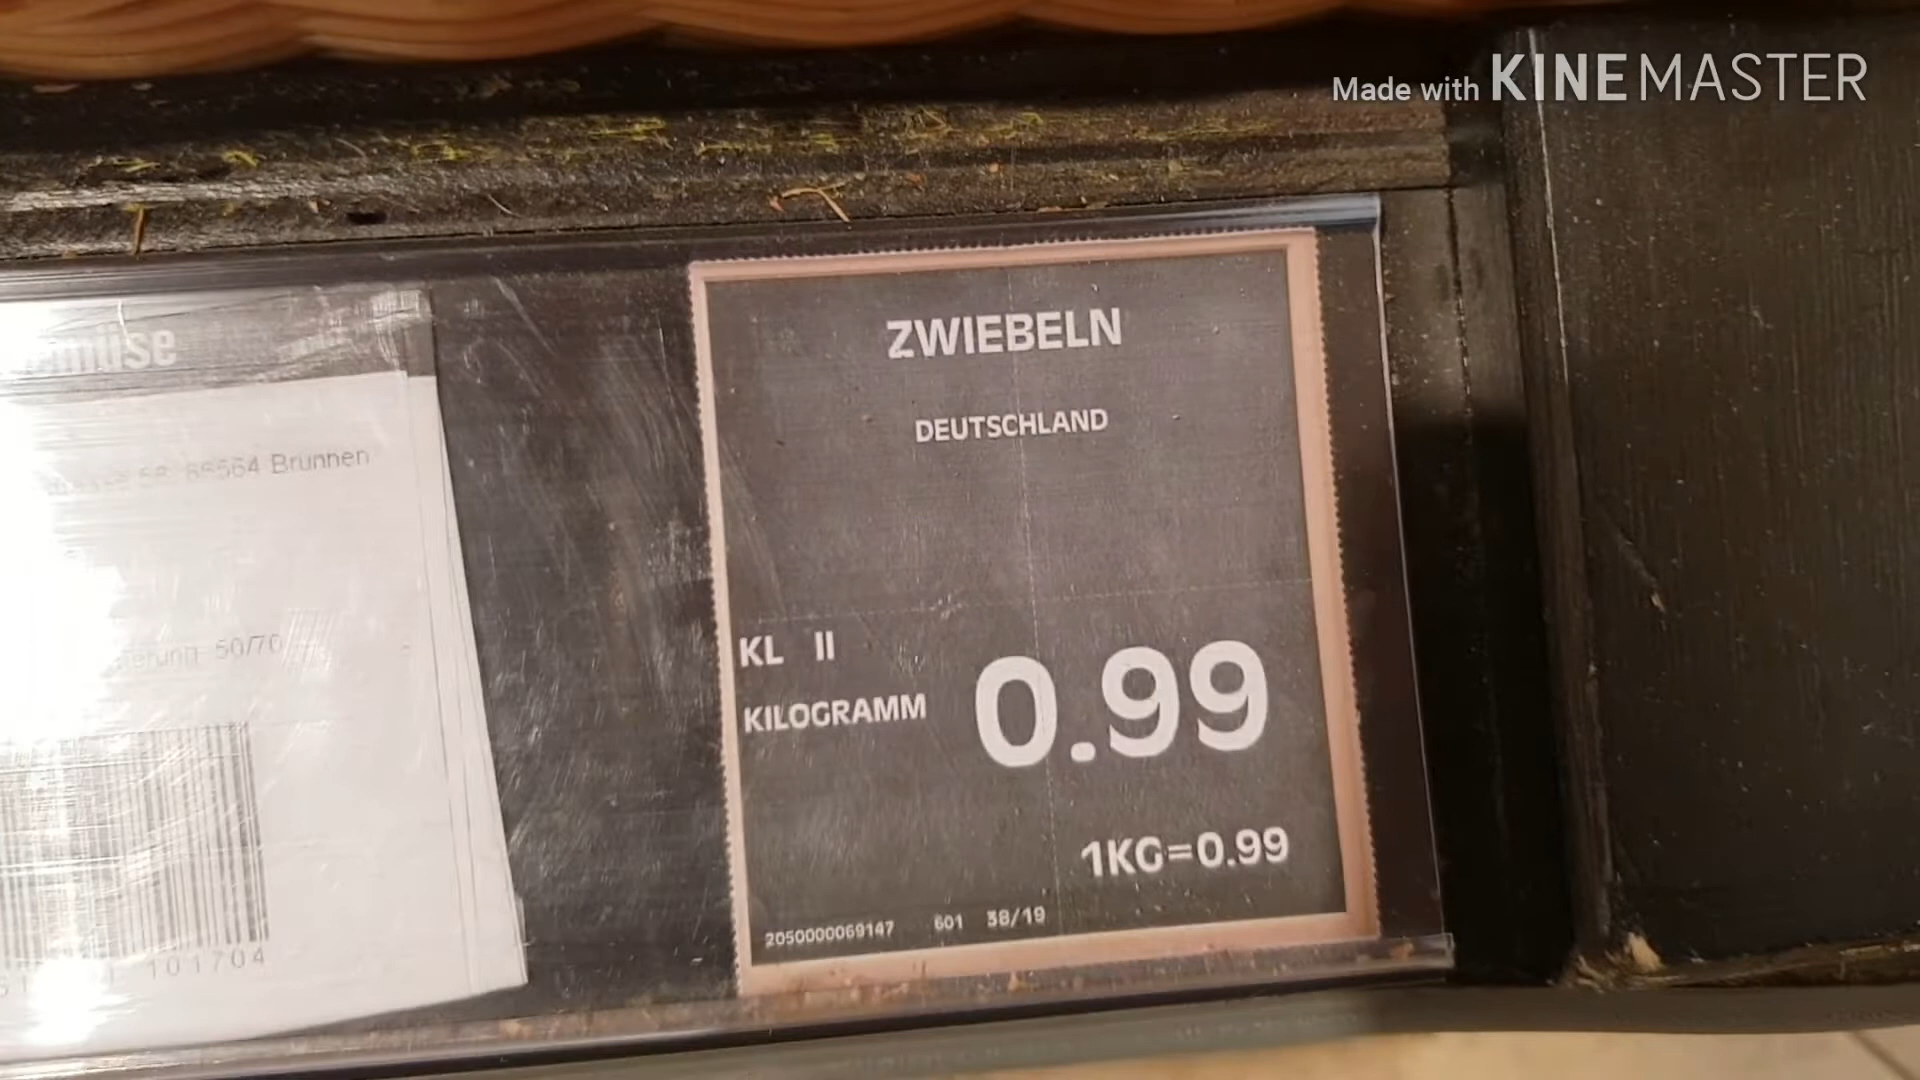 Made with KINEMASTER
ZWIEBELN
DEUTSCHLAND
KL II
KILOGRAMM 0.99
1KG=0.99
2050000069147 601 38/19
Brunnen
50/70
101704